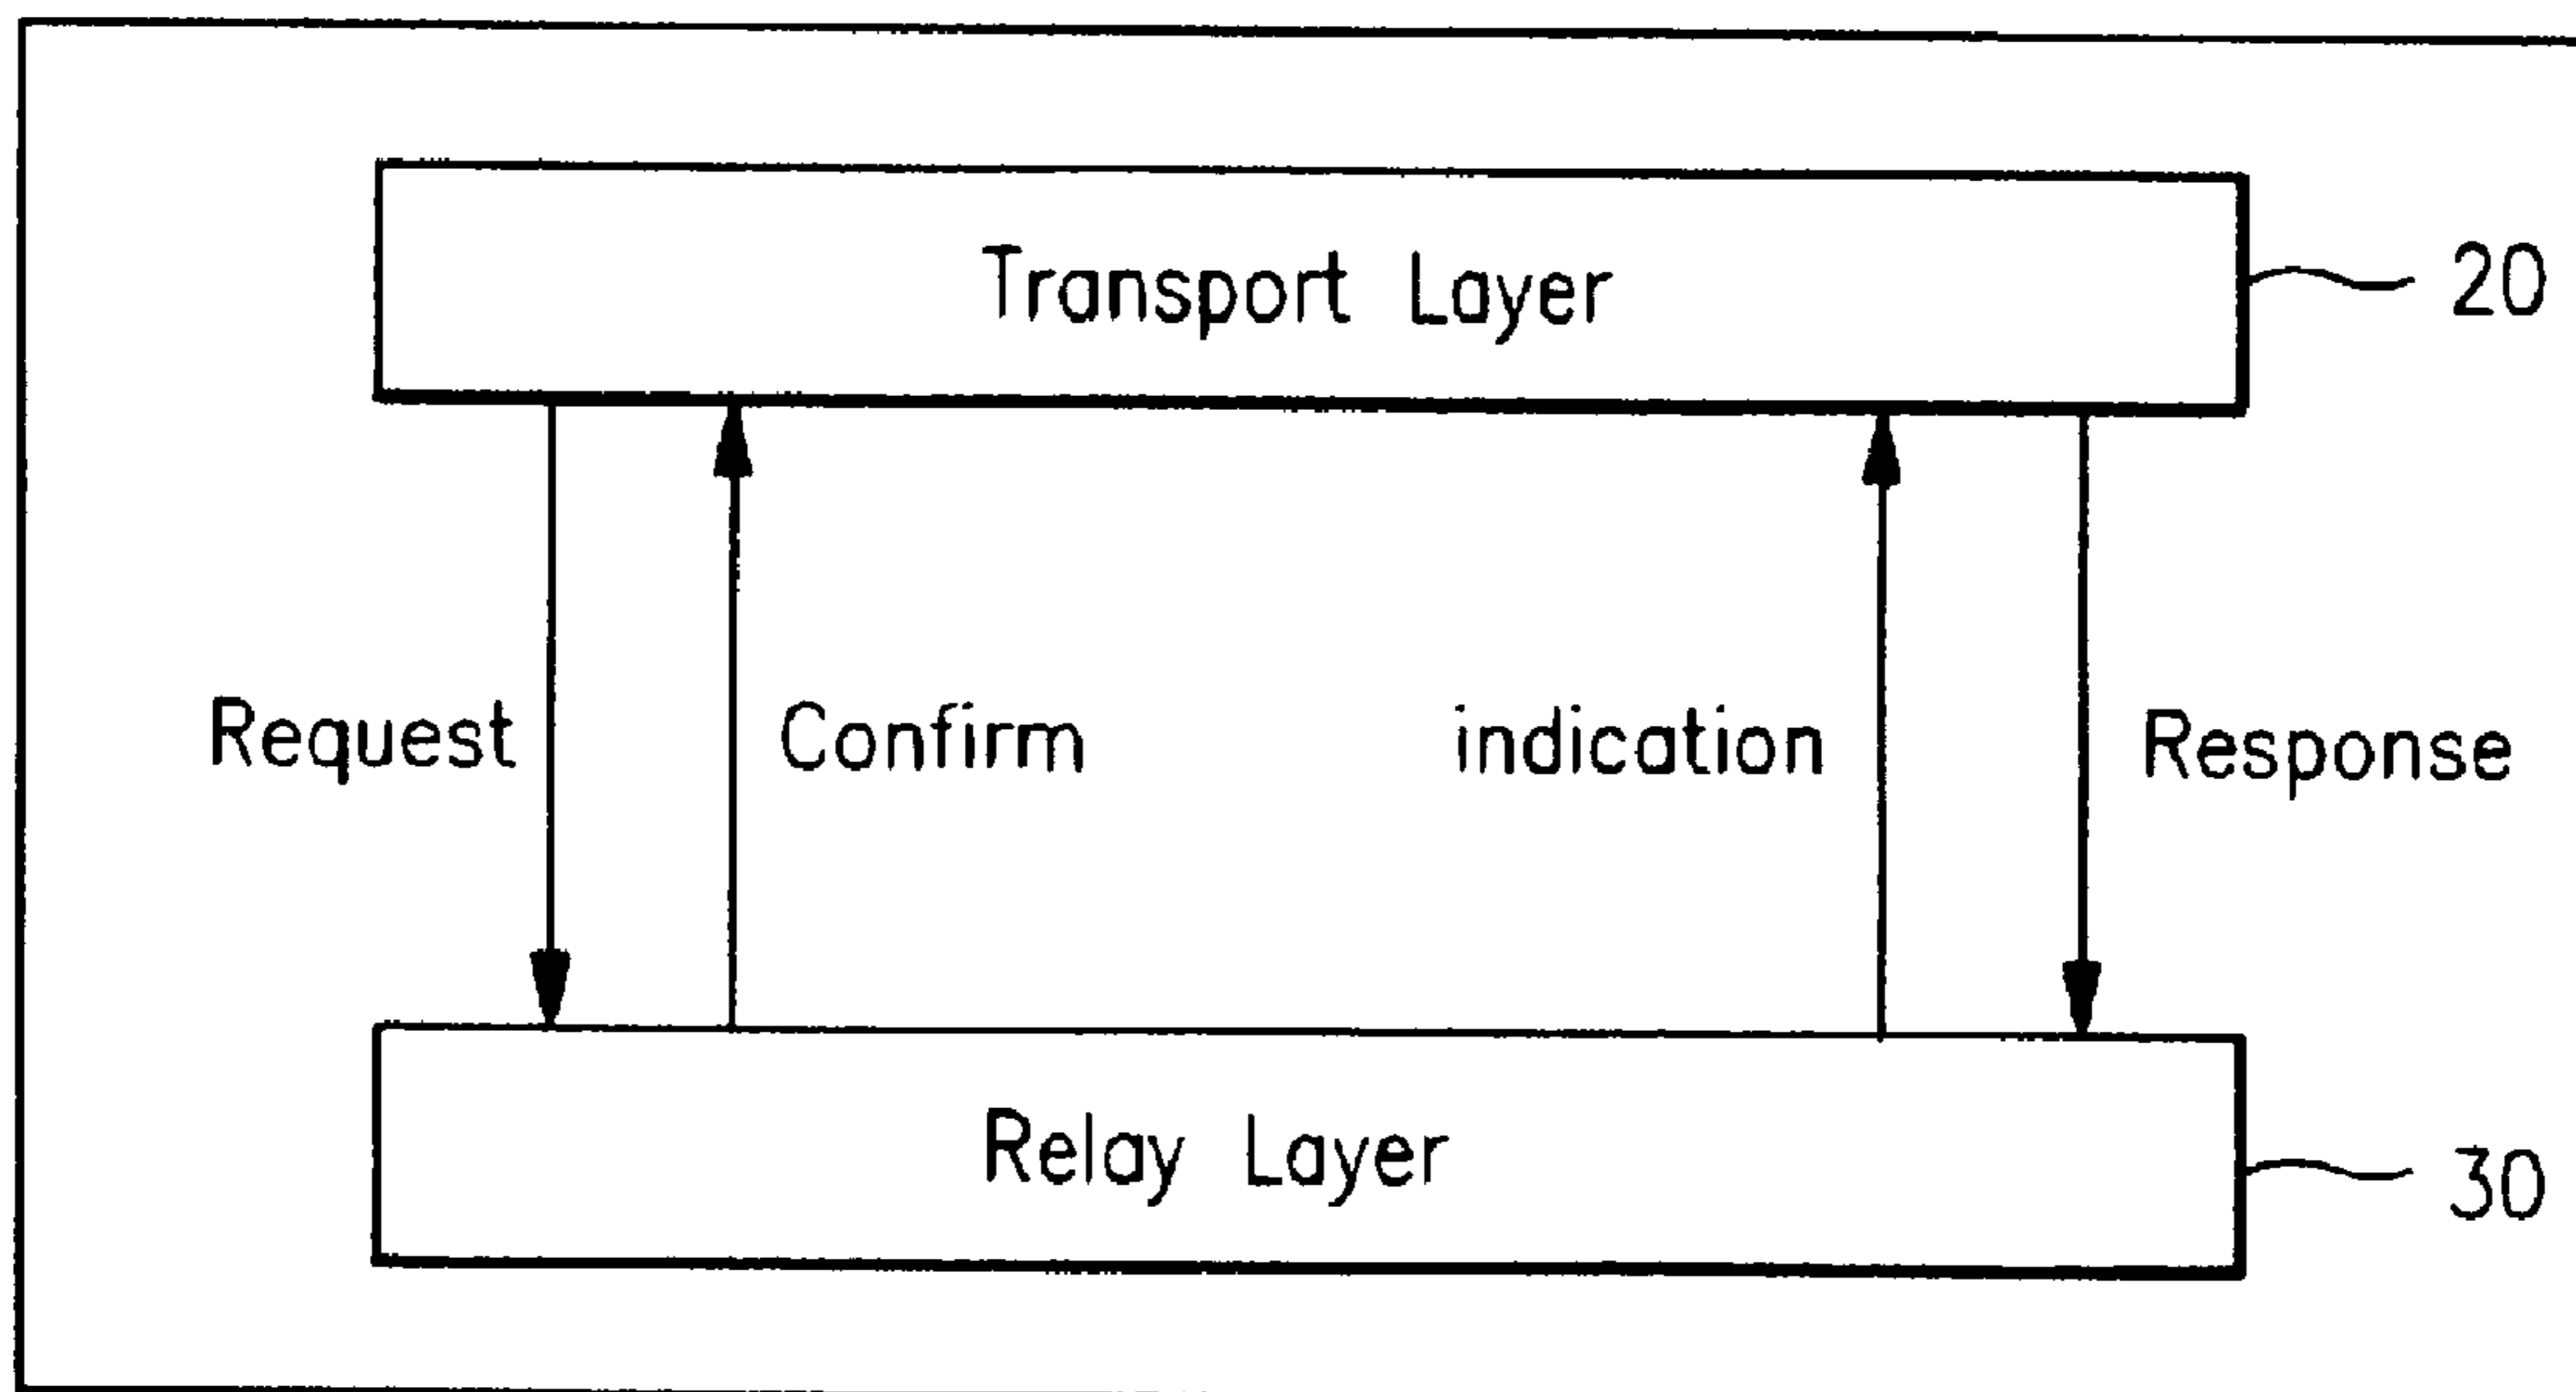 Transport Layer
20
Request
Confirm
indication
Response
Relay Layer
30